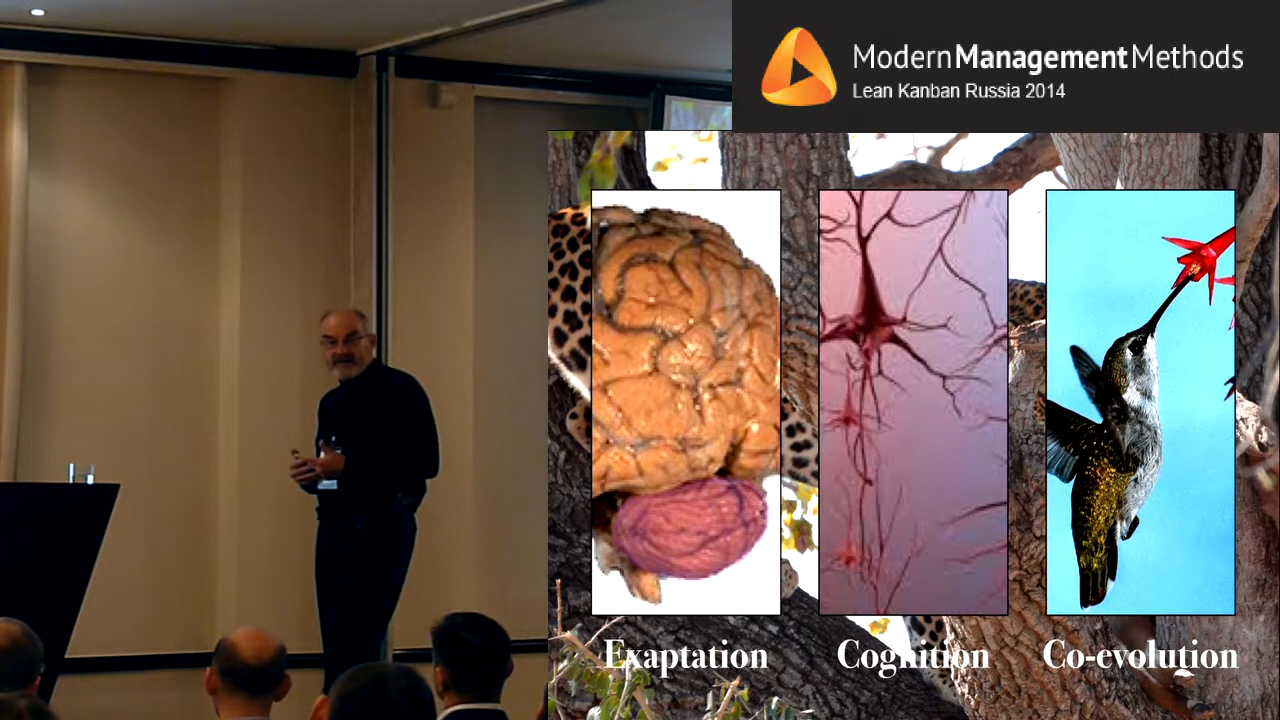 ModernManagementMethods
Lean Kanban Russia 2014
Exaptation
Cognition
Co-evolution